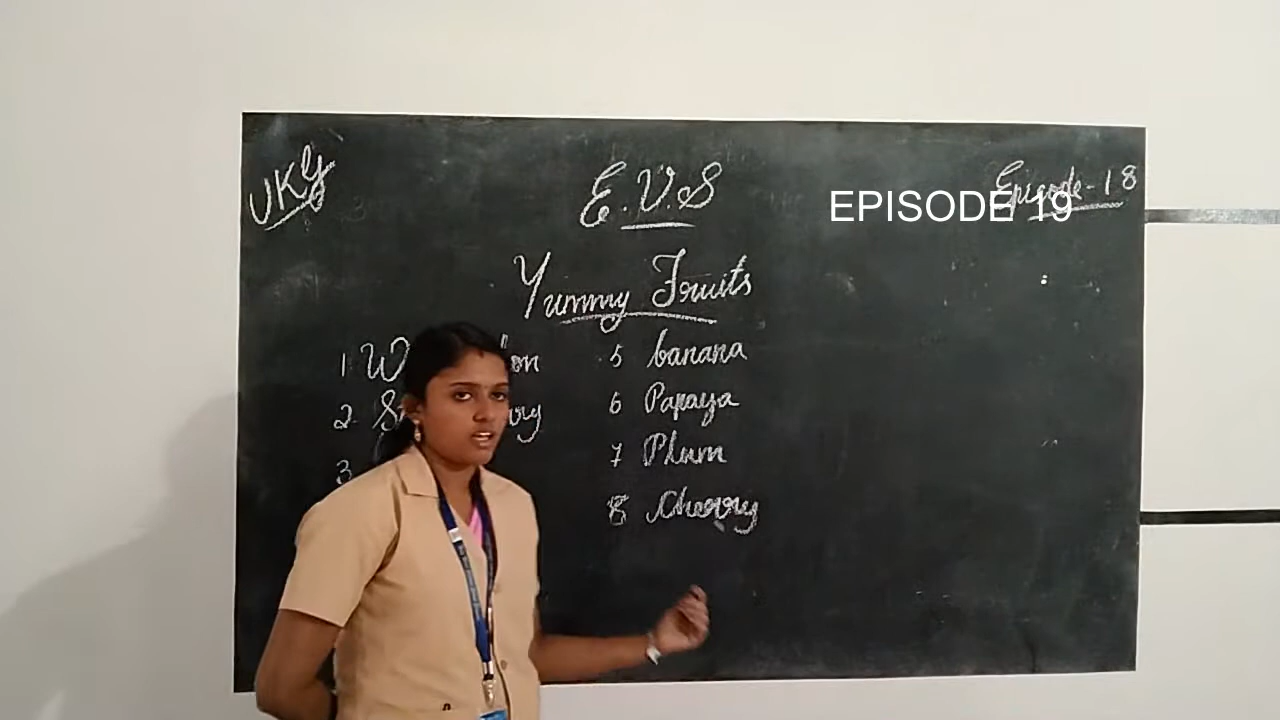 UKG
E.V.S
Episode-18
EPISODE 19
Yummy Fruits
1
2
3
5 banana
6 Papaya
7 Plum
8 Cherry